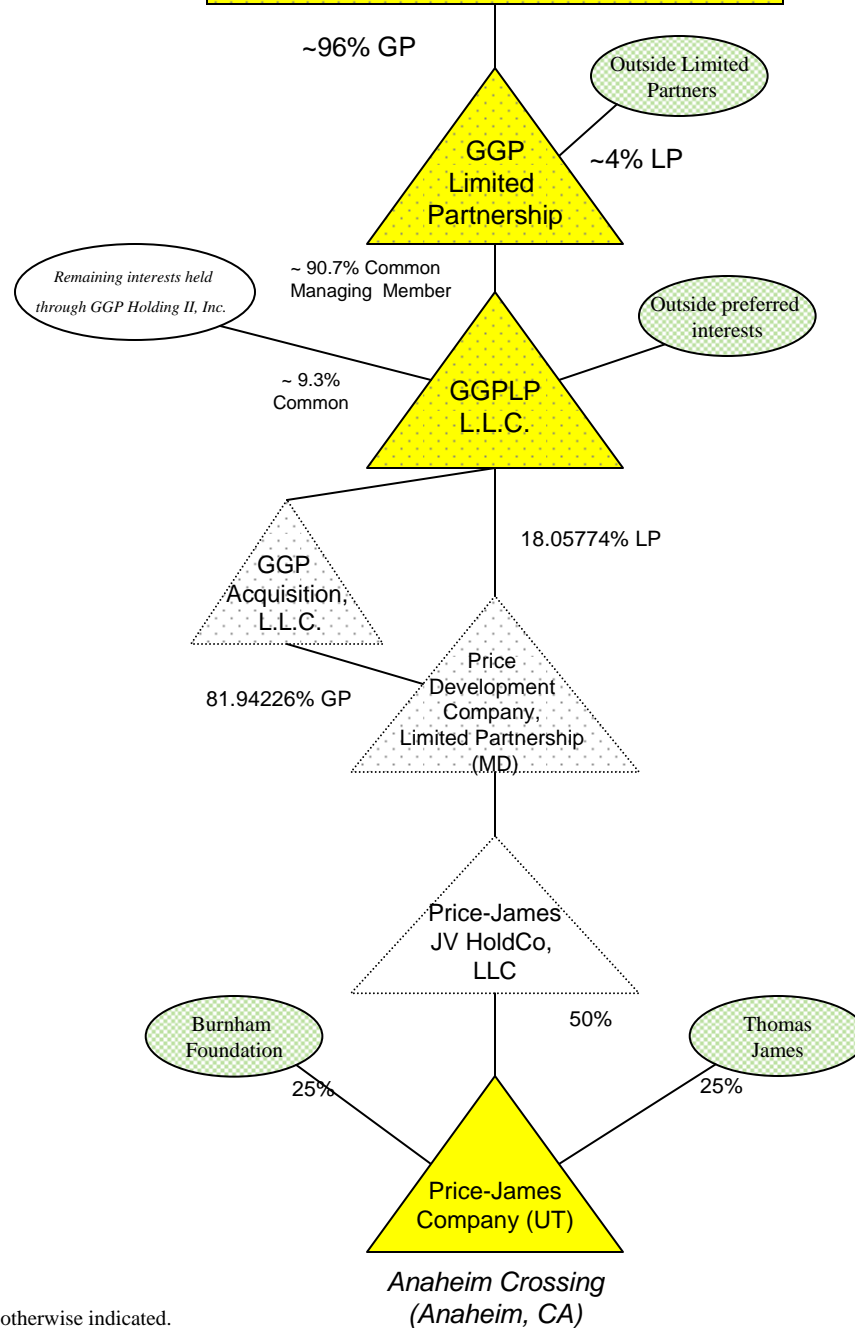 ~96% GP
Outside Limited
Partners
GGP
Limited
Partnership
~4% LP
Remaining interests held
through GGP Holding II, Inc.
~ 90.7% Common
Managing Member
Outside preferred
interests
~ 9.3%
Common
GGPLP
L.L.C.
18.05774% LP
GGP
Acquisition,
L.L.C.
81.94226% GP
Price
Development
Company,
Limited Partnership
(MD)
Price-James
JV HoldCo,
LLC
50%
Burnham
Foundation
25%
Thomas
James
25%
Price-James
Company (UT)
Anaheim Crossing
(Anaheim, CA)
otherwise indicated.